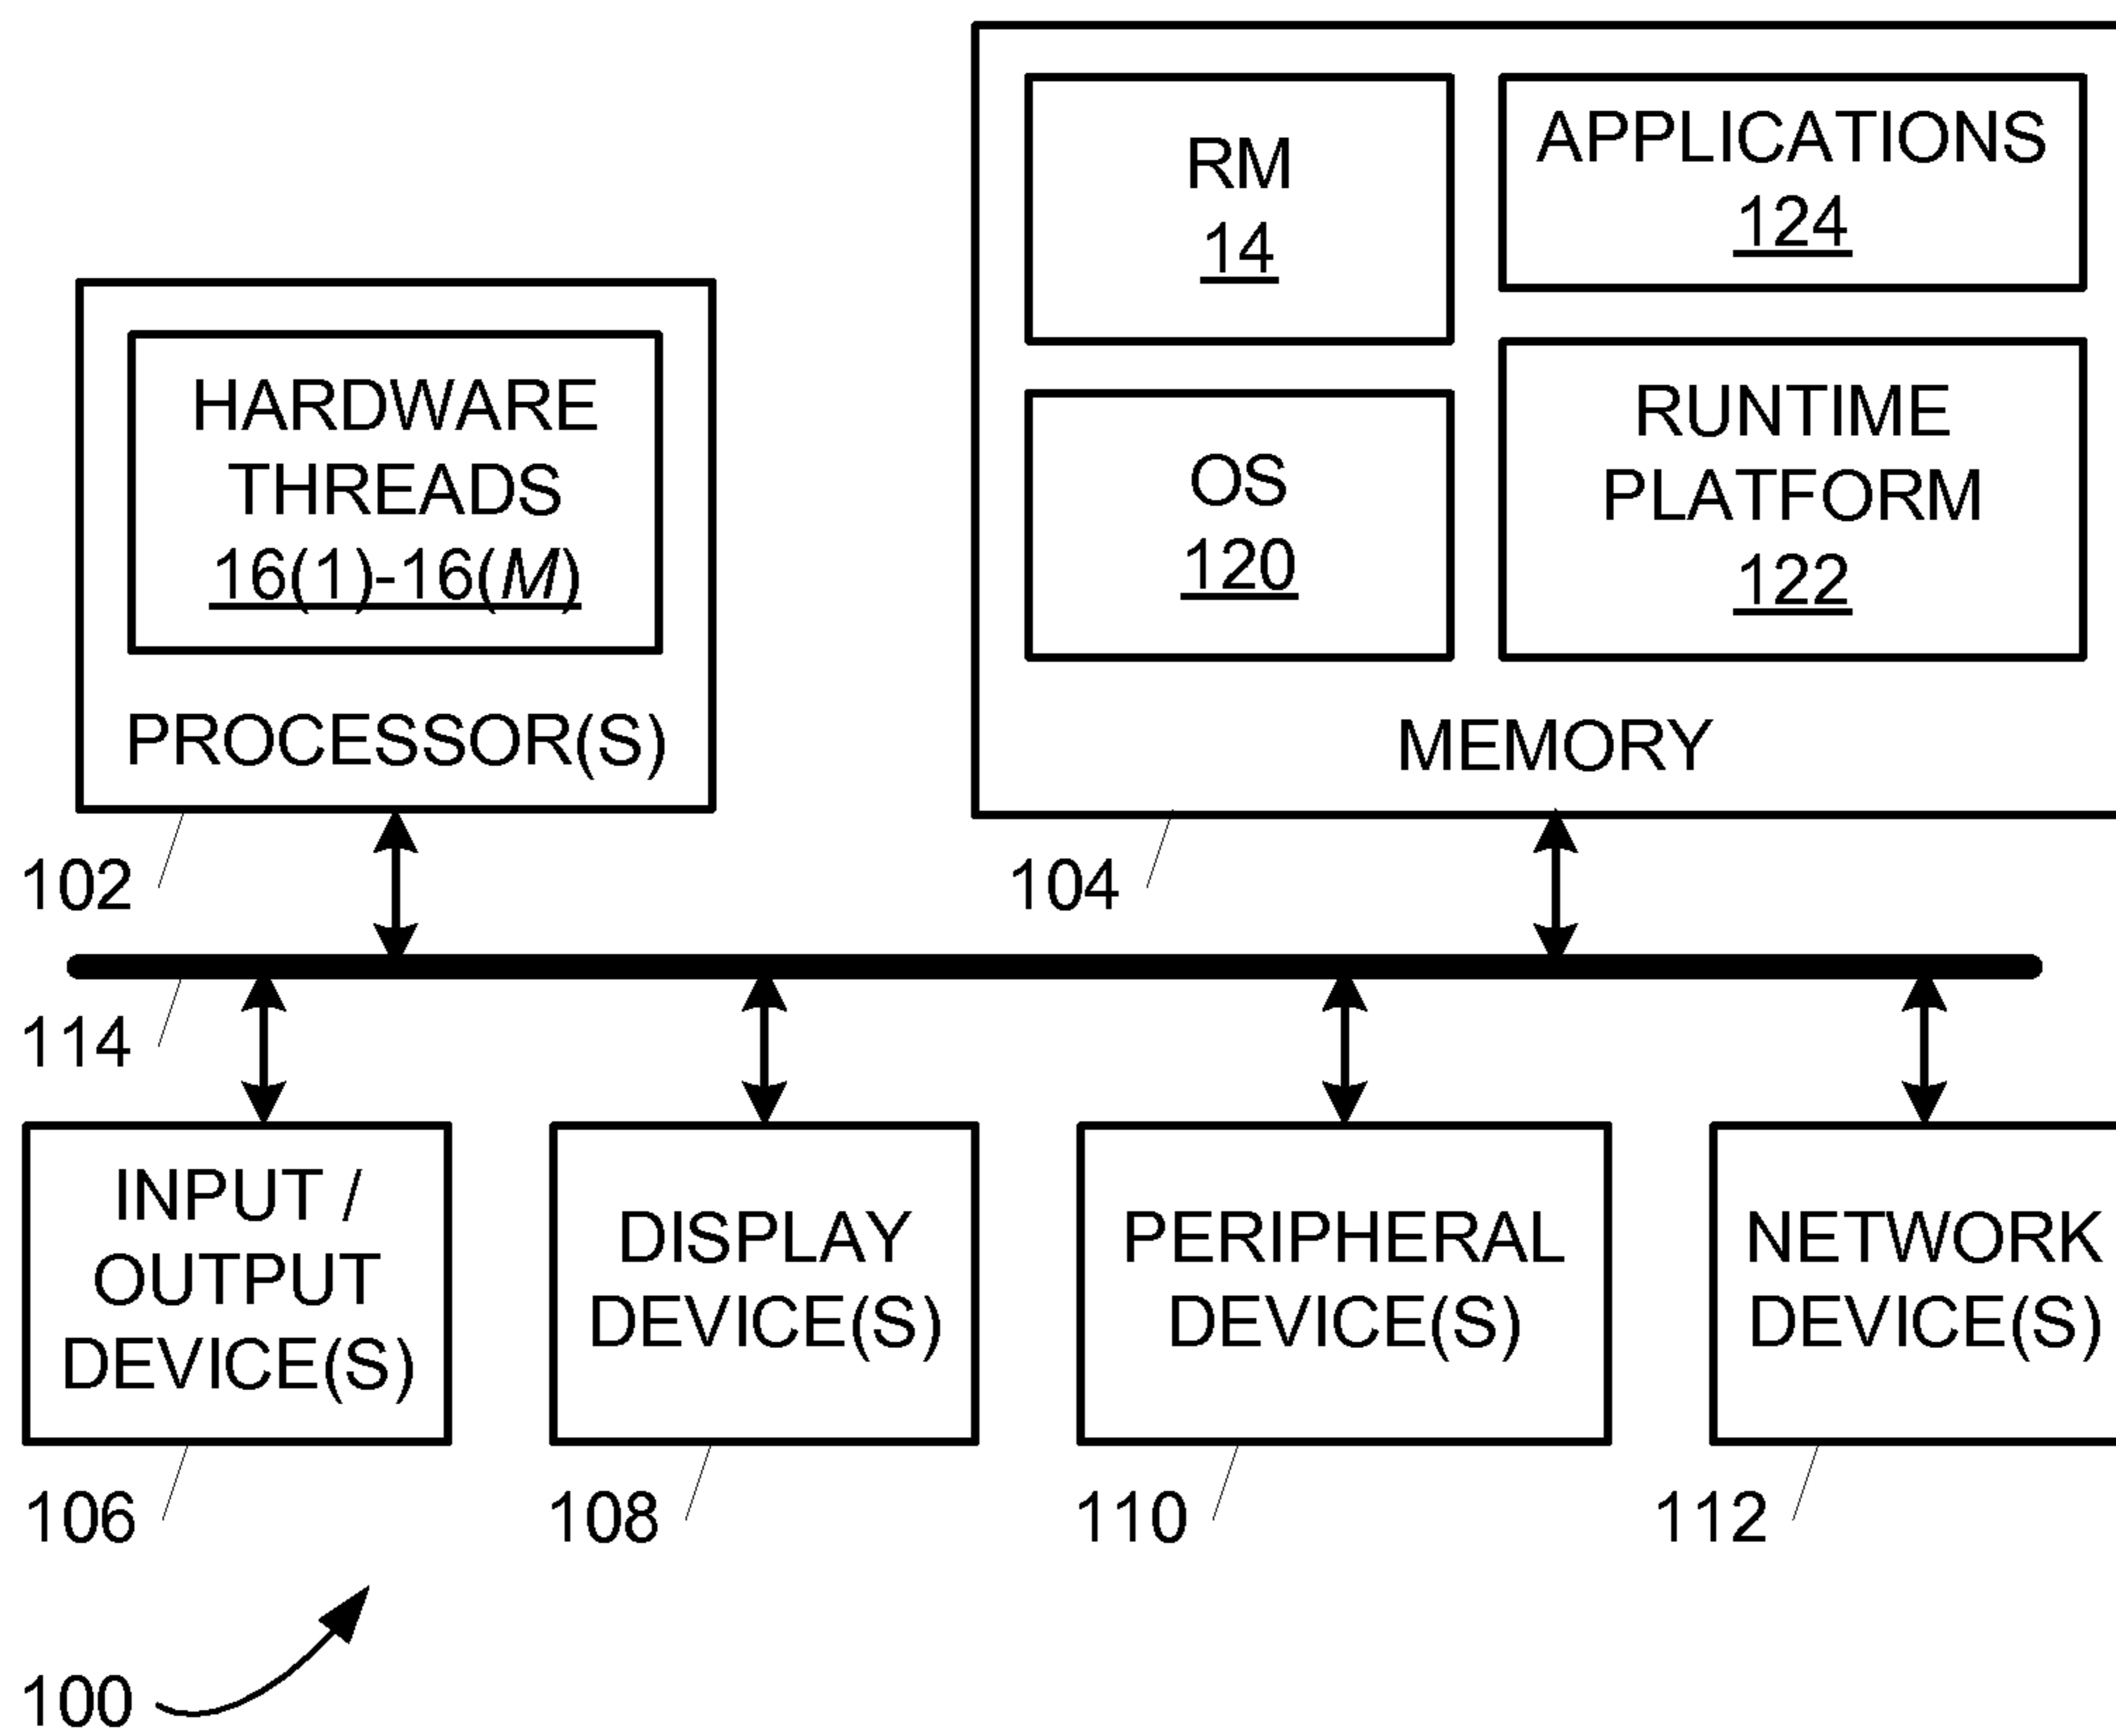 HARDWARE
THREADS
16(1)-16(M)
PROCESSOR(S)
102
RM
14
APPLICATIONS
124
OS
120
RUNTIME
PLATFORM
122
MEMORY
104
114
INPUT /
OUTPUT
DEVICE(S)
106
DISPLAY
DEVICE(S)
108
PERIPHERAL
DEVICE(S)
110
NETWORK
DEVICE(S)
112
100